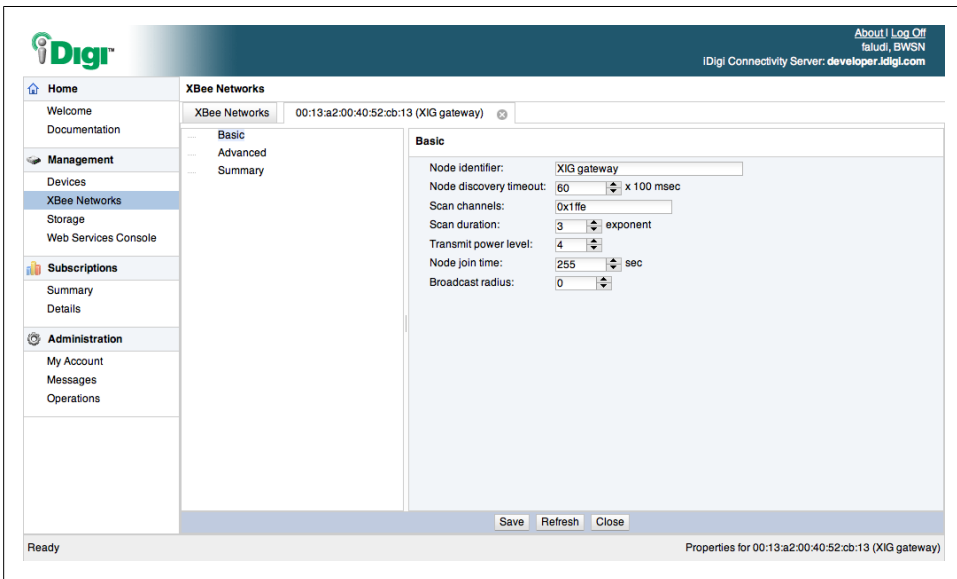 About | Log Off
faludi, BWSN
iDigi Connectivity Server: developer.idigi.com
iDigi™
Home
Welcome
Documentation
Management
Devices
XBee Networks
Storage
Web Services Console
Subscriptions
Summary
Details
Administration
My Account
Messages
Operations
XBee Networks
XBee Networks 00:13:a2:00:40:52:cb:13 (XIG gateway)
Basic
Advanced
Summary
Basic
Node identifier: XIG gateway
Node discovery timeout: 60 x 100 msec
Scan channels: 0x1ffe
Scan duration: 3 exponent
Transmit power level: 4
Node join time: 255 sec
Broadcast radius: 0
Save Refresh Close
Ready Properties for 00:13:a2:00:40:52:cb:13 (XIG gateway)